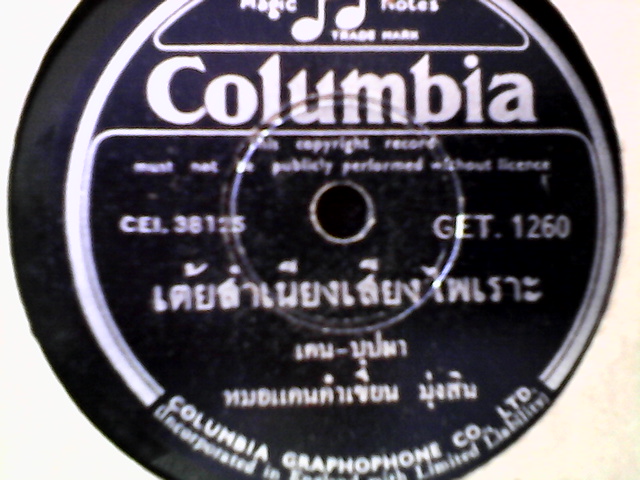 Magic Notes
TRADE MARK
Columbia
This copyright record
must not be publicly performed without licence
CEI. 38125 GET. 1260
เต้ยสำเนียงเสียงไพเราะ
เคน-บุปผา
หมอแคนคำเซี่ยน มุ่งสิน
COLUMBIA GRAPHOPHONE CO., LTD.
(Incorporated in England with Limited Liability)